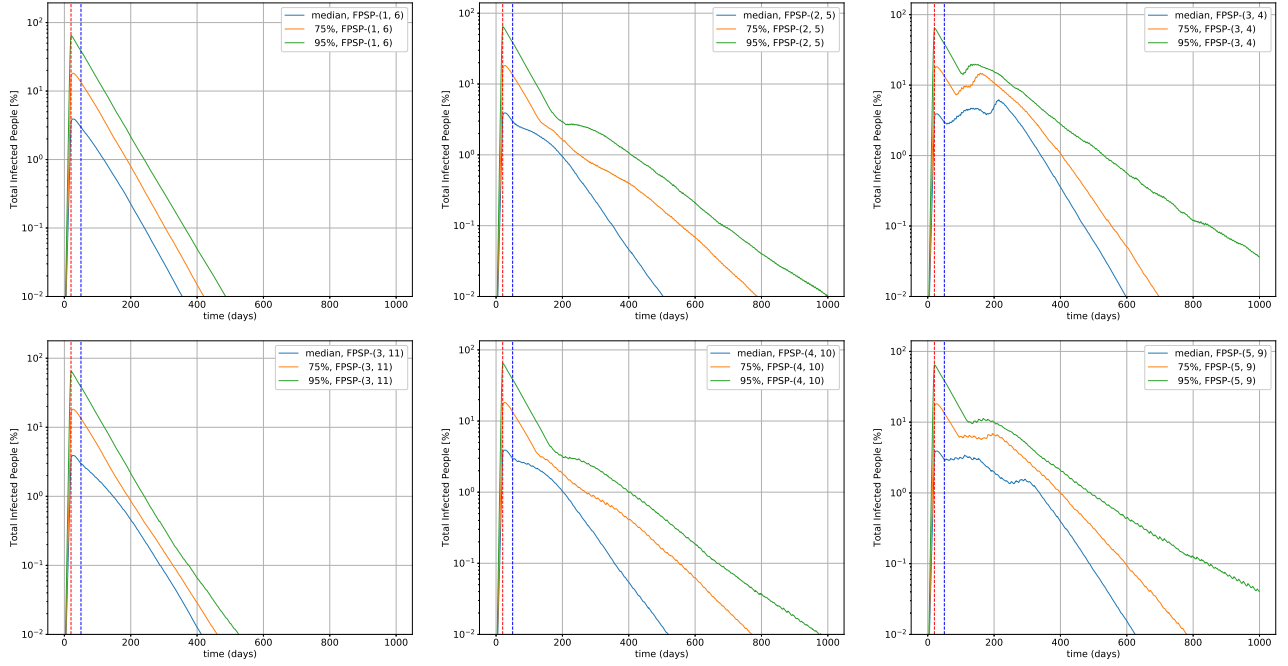 Total Infected People [%]
10²
10¹
10⁰
10⁻¹
10⁻²
median, FPSP-(1, 6)
75%, FPSP-(1, 6)
95%, FPSP-(1, 6)
0 200 400 600 800 1000
time (days)
Total Infected People [%]
10²
10¹
10⁰
10⁻¹
10⁻²
median, FPSP-(2, 5)
75%, FPSP-(2, 5)
95%, FPSP-(2, 5)
0 200 400 600 800 1000
time (days)
Total Infected People [%]
10²
10¹
10⁰
10⁻¹
10⁻²
median, FPSP-(3, 4)
75%, FPSP-(3, 4)
95%, FPSP-(3, 4)
0 200 400 600 800 1000
time (days)
Total Infected People [%]
10²
10¹
10⁰
10⁻¹
10⁻²
median, FPSP-(3, 11)
75%, FPSP-(3, 11)
95%, FPSP-(3, 11)
0 200 400 600 800 1000
time (days)
Total Infected People [%]
10²
10¹
10⁰
10⁻¹
10⁻²
median, FPSP-(4, 10)
75%, FPSP-(4, 10)
95%, FPSP-(4, 10)
0 200 400 600 800 1000
time (days)
Total Infected People [%]
10²
10¹
10⁰
10⁻¹
10⁻²
median, FPSP-(5, 9)
75%, FPSP-(5, 9)
95%, FPSP-(5, 9)
0 200 400 600 800 1000
time (days)